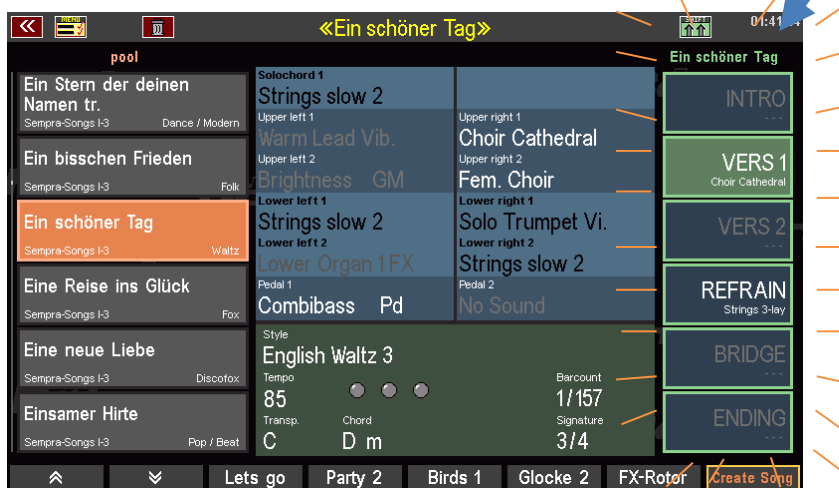 MENU
«Ein schöner Tag»
SHIFT
pool
Ein schöner Tag
Ein Stern der deinen
Namen tr.
Sempra-Songs I-3 Dance / Modern
Ein bisschen Frieden
Sempra-Songs I-3 Folk
Ein schöner Tag
Sempra-Songs I-3 Waltz
Eine Reise ins Glück
Sempra-Songs I-3 Fox
Eine neue Liebe
Sempra-Songs I-3 Discofox
Einsamer Hirte
Sempra-Songs I-3 Pop / Beat
Solochord 1
Strings slow 2
Upper left 1
Warm Lead Vib.
Upper right 1
Choir Cathedral
Upper left 2
Brightness GM
Upper right 2
Fem. Choir
Lower left 1
Strings slow 2
Lower right 1
Solo Trumpet Vi.
Lower left 2
Lower Organ 1FX
Lower right 2
Strings slow 2
Pedal 1
Combibass Pd
Pedal 2
No Sound
Style
English Waltz 3
Tempo
85
Barcount
1/157
Transp.
C
Chord
D m
Signature
3/4
INTRO
---
VERS 1
Choir Cathedral
VERS 2
---
REFRAIN
Strings 3-lay
BRIDGE
---
ENDING
---
Lets go Party 2 Birds 1 Glocke 2 FX-Rotor Create Song